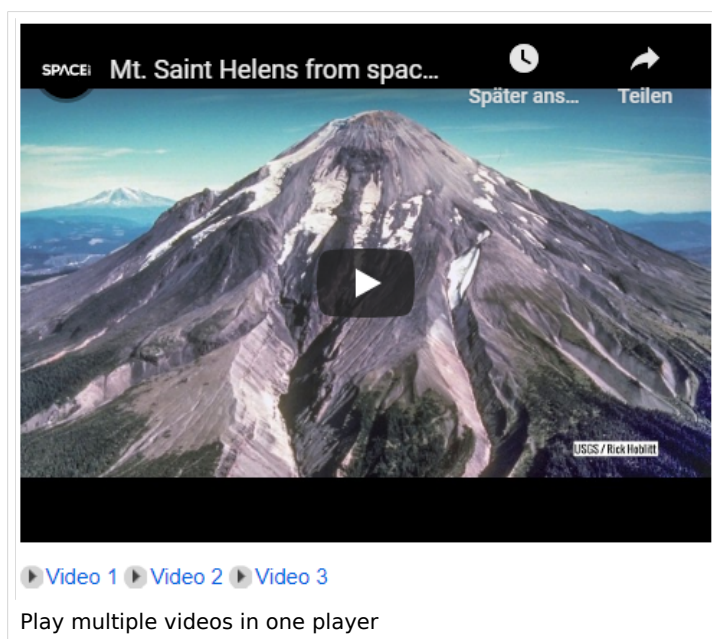 SPACE Mt. Saint Helens from spac...
Später ans... Teilen
USGS / Rick Hoblitt
Video 1 Video 2 Video 3
Play multiple videos in one player